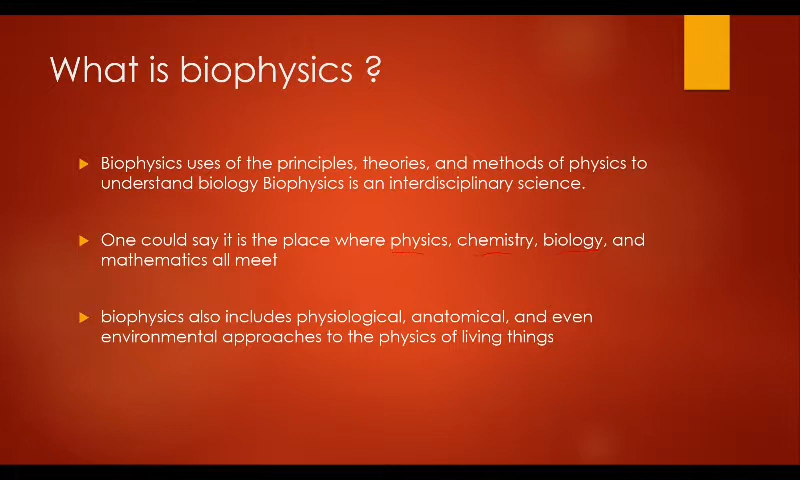 What is biophysics ?
Biophysics uses of the principles, theories, and methods of physics to
understand biology Biophysics is an interdisciplinary science.
One could say it is the place where physics, chemistry, biology, and
mathematics all meet
biophysics also includes physiological, anatomical, and even
environmental approaches to the physics of living things